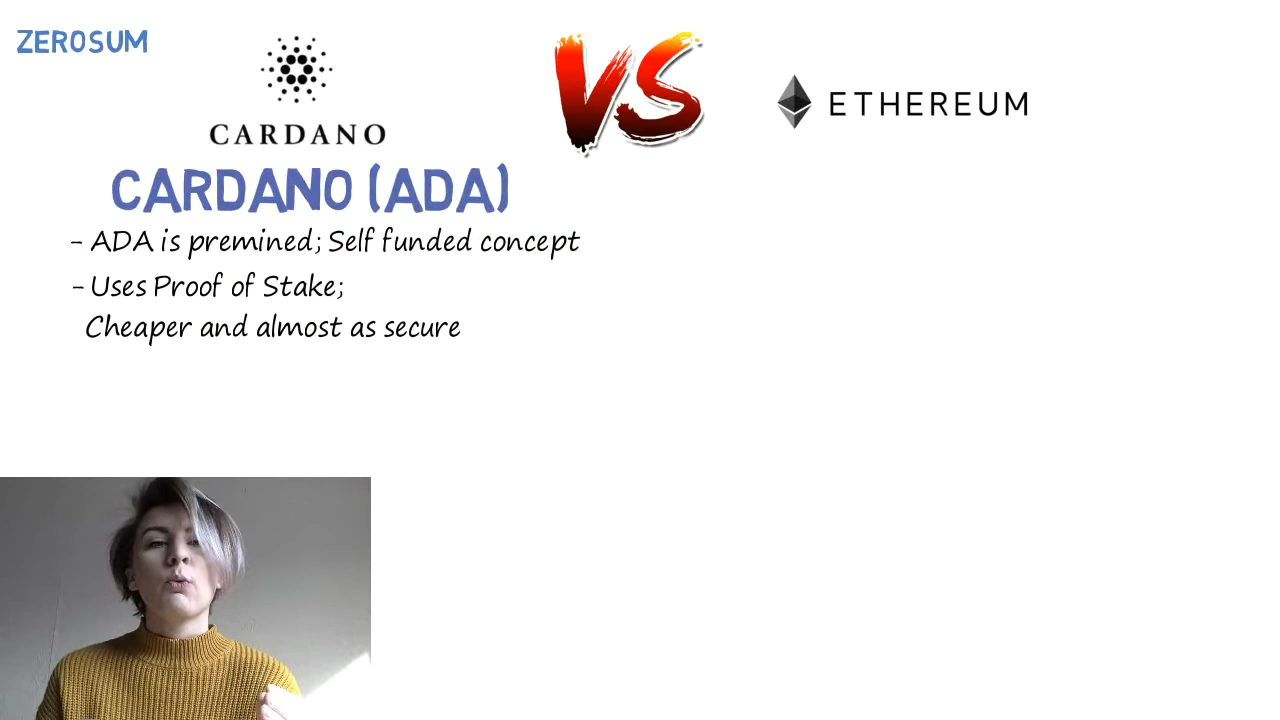 ZEROSUM
CARDANO
VS
ETHEREUM
CARDANO (ADA)
- ADA is premined; Self funded concept
- Uses Proof of Stake;
Cheaper and almost as secure